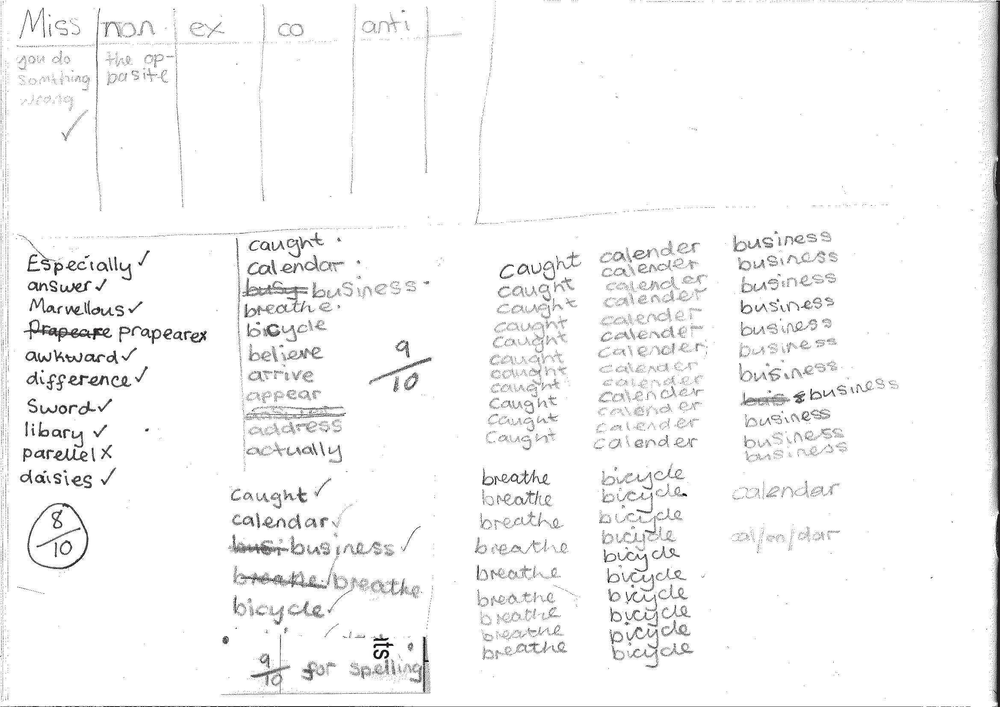 Miss non ex co anti
you do
somthing
wrong
the op-
basite
Especially ✓
answer ✓
Marvellous ✓
prapeare prapeare x
awkward ✓
difference ✓
Sword ✓
libary ✓
parellel X
daisies ✓
8/10
caught .
calendar .
busy business -
breathe.
bicycle
believe
arrive
appear
answer
address
actually
9/10
caught ✓
calendar ✓
busi business ✓
breathe breathe
bicycle ✓
its
9/10 for spelling
caught
caught
caught
caught
caught
caught
caught
caught
caught
caught
caught
calender
calender
calender
calender
calender
calender
calender
calender
calender
calender
calender
calender
calender
business
business
business
business
business
business
business
buis business
business
business
business
breathe
breathe
breathe
breathe
breathe
breathe
breathe
breathe
breathe
bicycle
bicycle
bicycle
bicycle
bicycle
bicycle
bicycle
bicycle
bicycle
bicycle
calendar
cal/en/dar